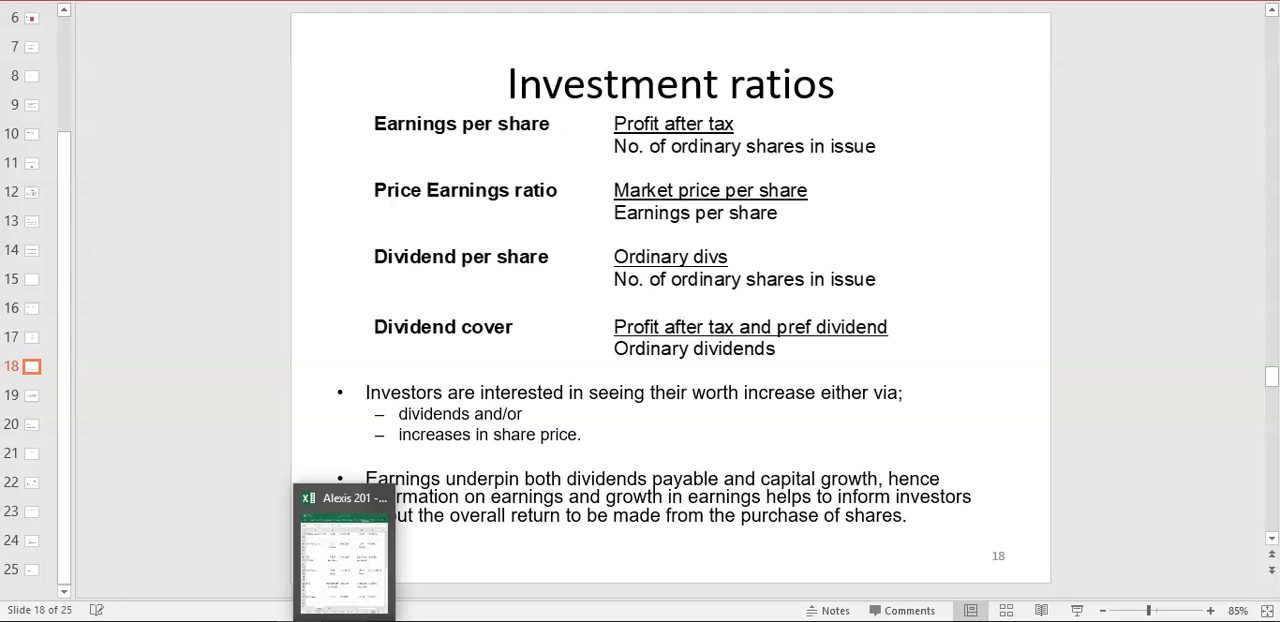 6
7
8
9
10
11
12
13
14
15
16
17
18
19
20
21
22
23
24
25
Investment ratios
Earnings per share Profit after tax
No. of ordinary shares in issue
Price Earnings ratio Market price per share
Earnings per share
Dividend per share Ordinary divs
No. of ordinary shares in issue
Dividend cover Profit after tax and pref dividend
Ordinary dividends
• Investors are interested in seeing their worth increase either via;
– dividends and/or
– increases in share price.
• Earnings underpin both dividends payable and capital growth, hence
rmation on earnings and growth in earnings helps to inform investors
out the overall return to be made from the purchase of shares.
Alexis 201 -...
18
Slide 18 of 25
Notes
Comments
85%